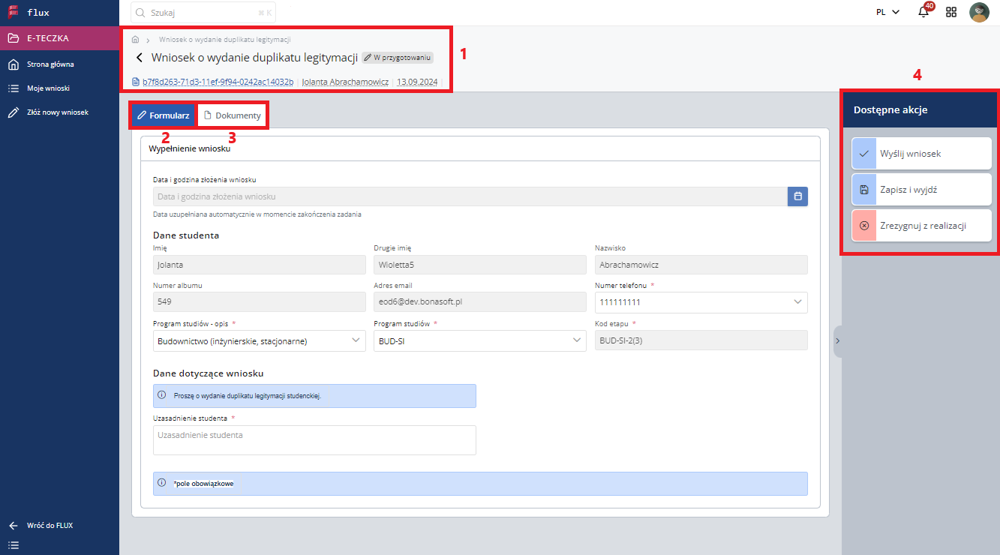 flux
Szukaj
⌘ K
PL
40
E-TECZKA
Strona główna
Moje wnioski
Złóż nowy wniosek
Wniosek o wydanie duplikatu legitymacji
Wniosek o wydanie duplikatu legitymacji W przygotowaniu
b7f8d263-71d3-11ef-9f94-0242ac14032b | Jolanta Abrachamowicz | 13.09.2024 |
1
Formularz
Dokumenty
2
3
4
Wypełnienie wniosku
Data i godzina złożenia wniosku
Data i godzina złożenia wniosku
Data uzupełniana automatycznie w momencie zakończenia zadania
Dane studenta
Imię Drugie imię Nazwisko
Jolanta Wioletta5 Abrachamowicz
Numer albumu Adres email Numer telefonu *
549 eod6@dev.bonasoft.pl 111111111
Program studiów - opis * Program studiów * Kod etapu *
Budownictwo (inżynierskie, stacjonarne) BUD-SI BUD-SI-2(3)
Dane dotyczące wniosku
Proszę o wydanie duplikatu legitymacji studenckiej.
Uzasadnienie studenta *
Uzasadnienie studenta
*pole obowiązkowe
Dostępne akcje
Wyślij wniosek
Zapisz i wyjdź
Zrezygnuj z realizacji
Wróć do FLUX